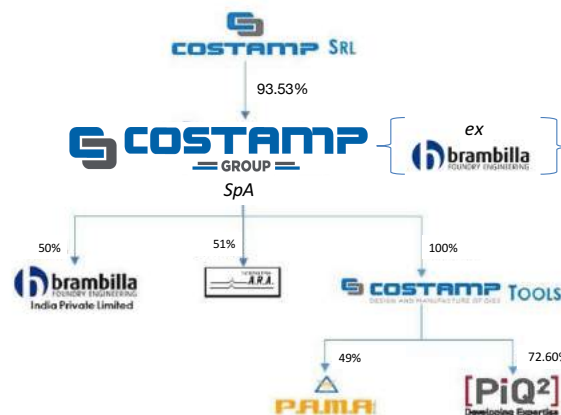 COSTAMP SRL
93.53%
COSTAMP
GROUP
SpA
ex
brambilla
FOUNDRY ENGINEERING
50%
51%
100%
brambilla
FOUNDRY ENGINEERING
India Private Limited
A.R.A.
COSTAMP TOOLS
DESIGN AND MANUFACTURE OF DIES
49%
72.60%
P.A.M.A
[PiQ²]
Developing Expertise